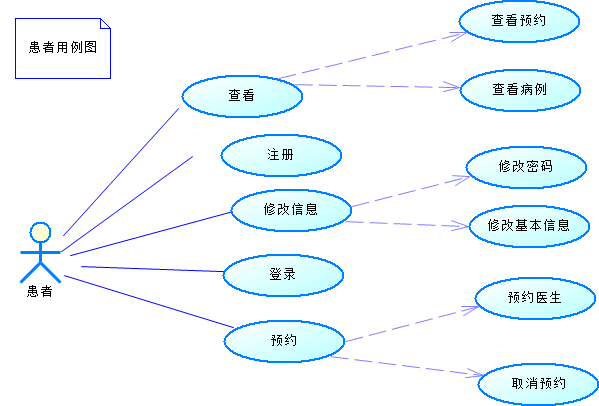 患者用例图
查看预约
查看
查看病例
注册
修改密码
修改信息
修改基本信息
登录
患者
预约医生
预约
取消预约